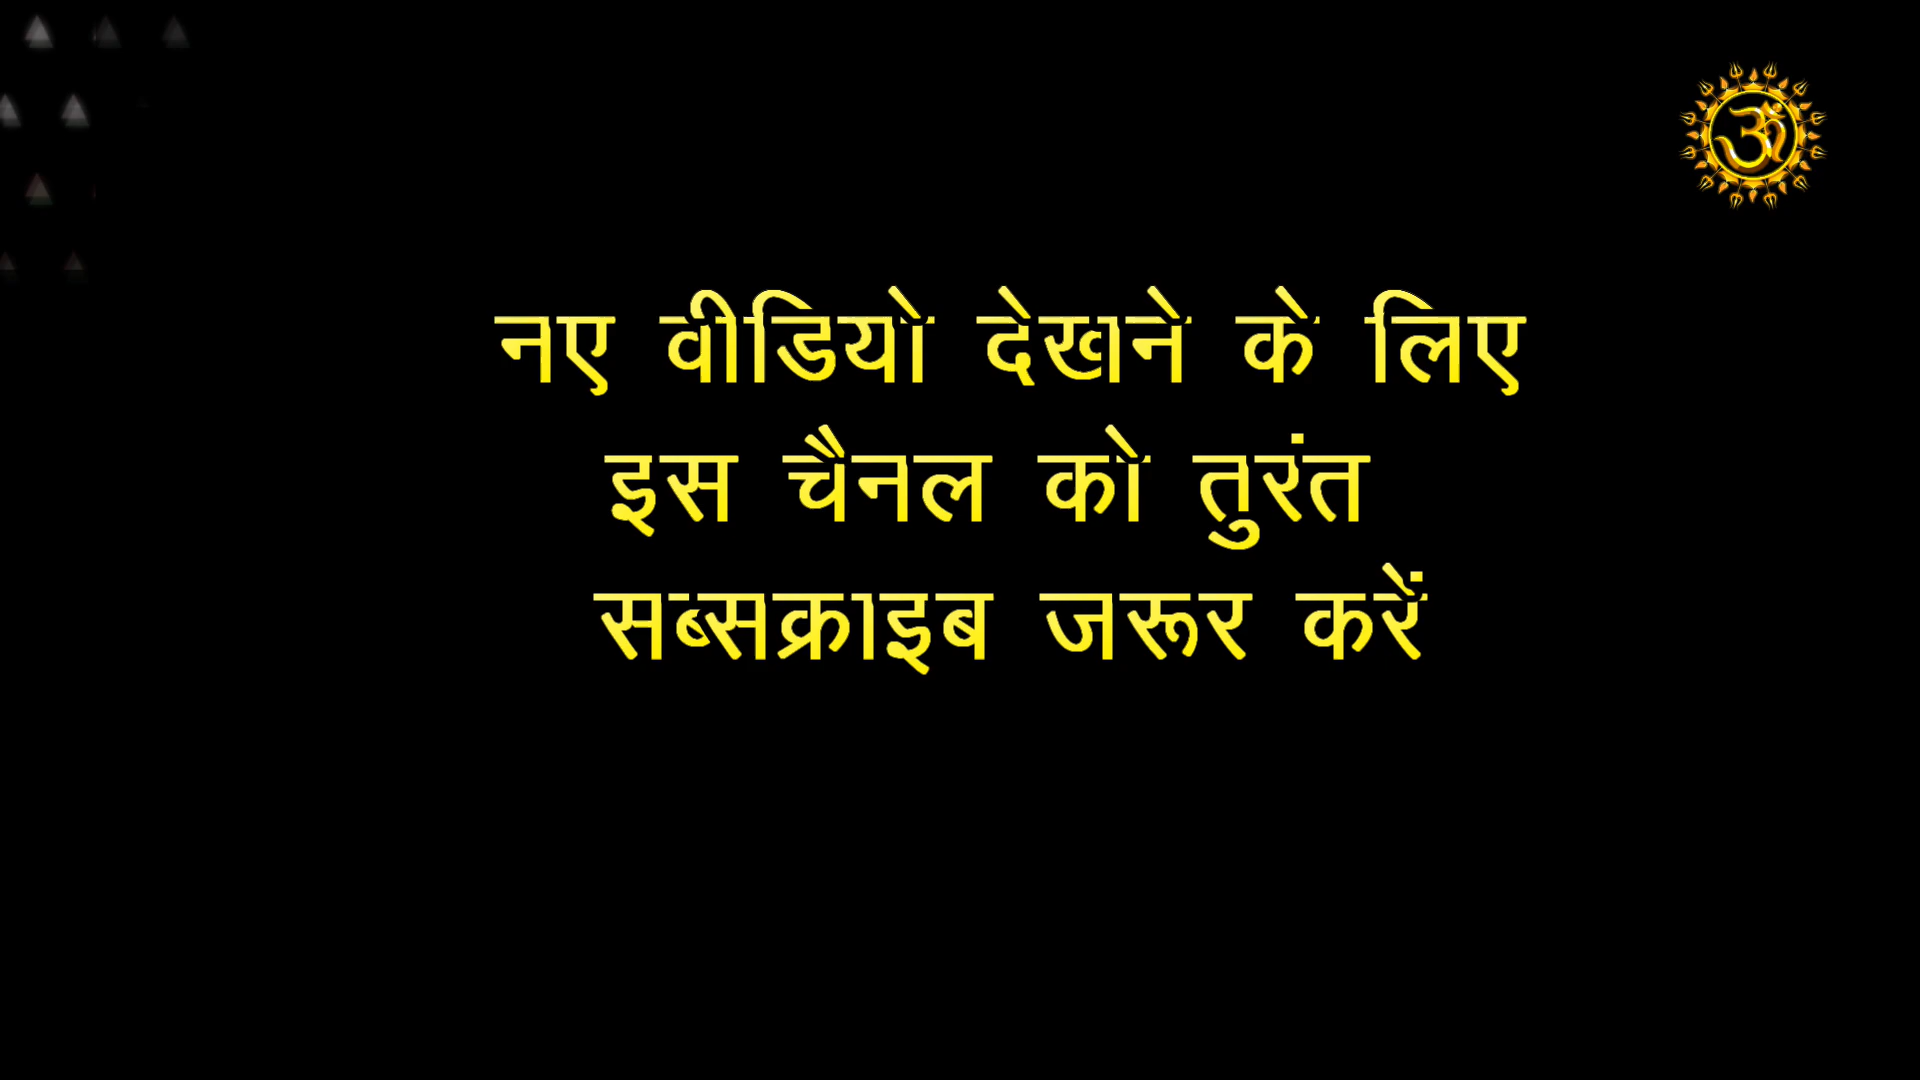 ॐ
नए वीडियो देखने के लिए
इस चैनल को तुरंत
सब्सक्राइब जरूर करें